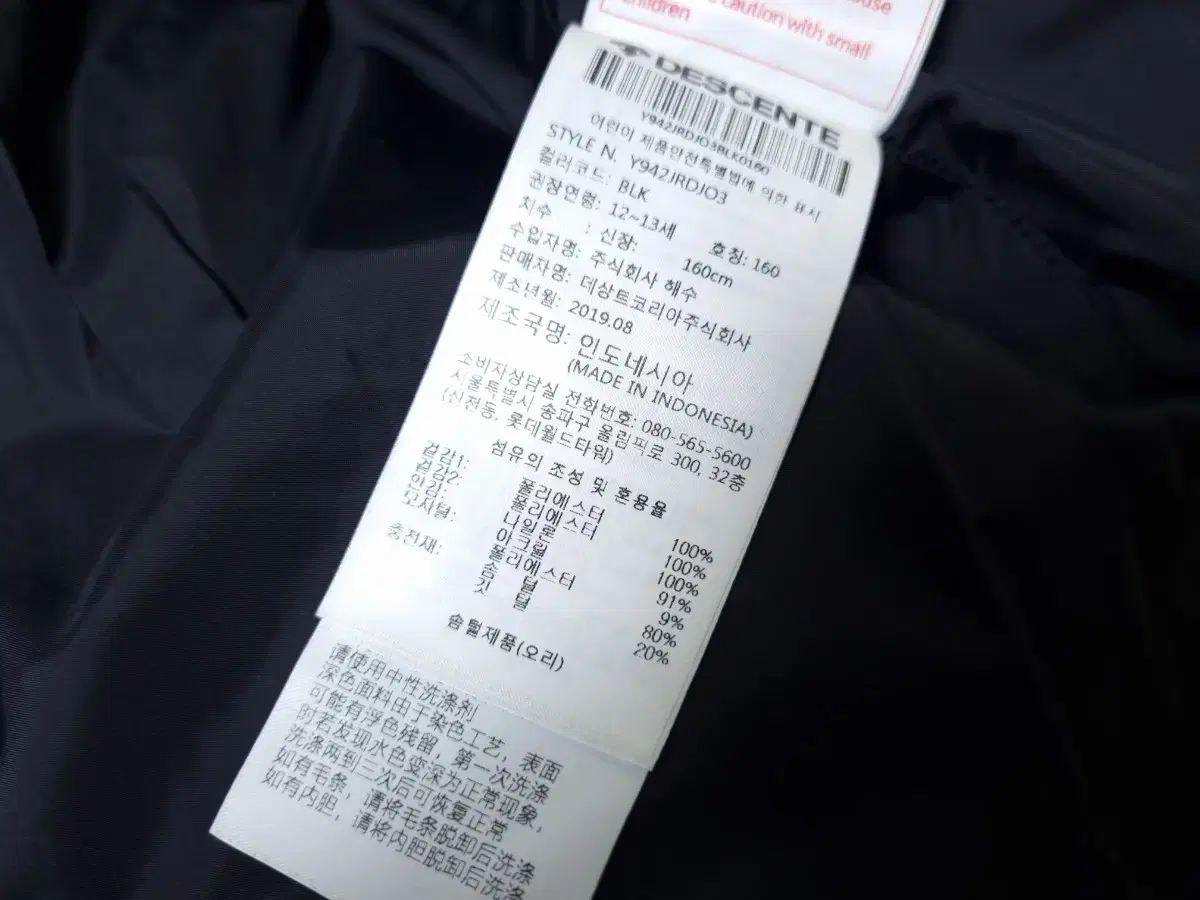 use
caution with small
children
DESCENTE
Y942JRDJO3BLK0160
어린이 제품안전특별법에 의한 표시
STYLE N. Y942JRDJO3
컬러코드: BLK
권장연령: 12~13세 호칭: 160
치수 : 신장: 160cm
수입자명: 주식회사 해수
판매자명: 데상트코리아주식회사
제조년월: 2019.08
제조국명: 인도네시아
(MADE IN INDONESIA)
소비자상담실 전화번호: 080-565-5600
서울특별시 송파구 올림픽로 300, 32층
(신천동, 롯데월드타워)
섬유의 조성 및 혼용율
겉감1: 폴리에스터 100%
겉감2: 폴리에스터 100%
안감: 나일론 100%
모자털: 아크릴 91%
폴리에스터 9%
충전재: 솜털 80%
깃털 20%
솜털제품(오리)
请使用中性洗涤剂
深色面料由于染色工艺，表面
可能有浮色残留，第一次洗涤
时若发现水色变深为正常现象，
洗涤两到三次后可恢复正常
如有毛条，请将毛条脱卸后洗涤
如有内胆，请将内胆脱卸后洗涤